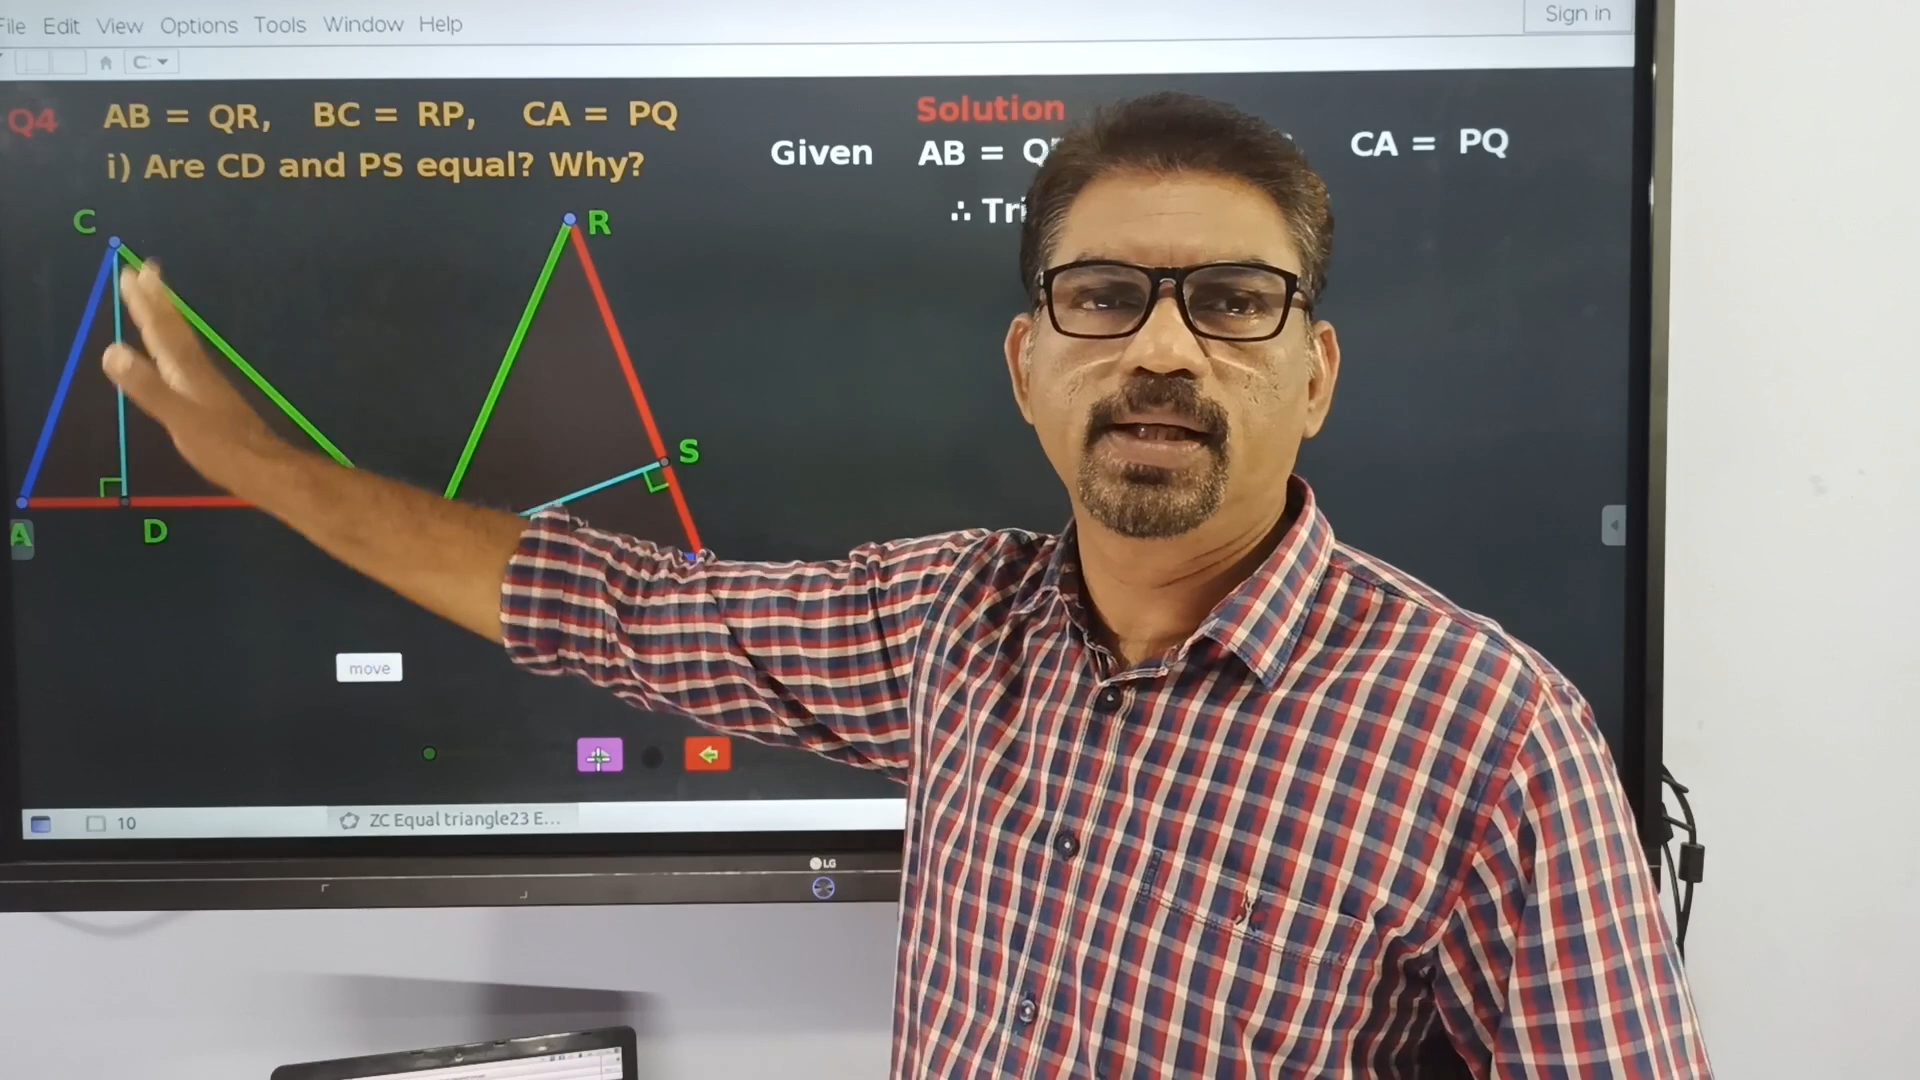 File Edit View Options Tools Window Help
Sign in
C:
Q4 AB = QR, BC = RP, CA = PQ
i) Are CD and PS equal? Why?
Solution
Given AB = Q CA = PQ
∴ Tri
C
R
S
A
D
move
10
ZC Equal triangle23 E...
LG